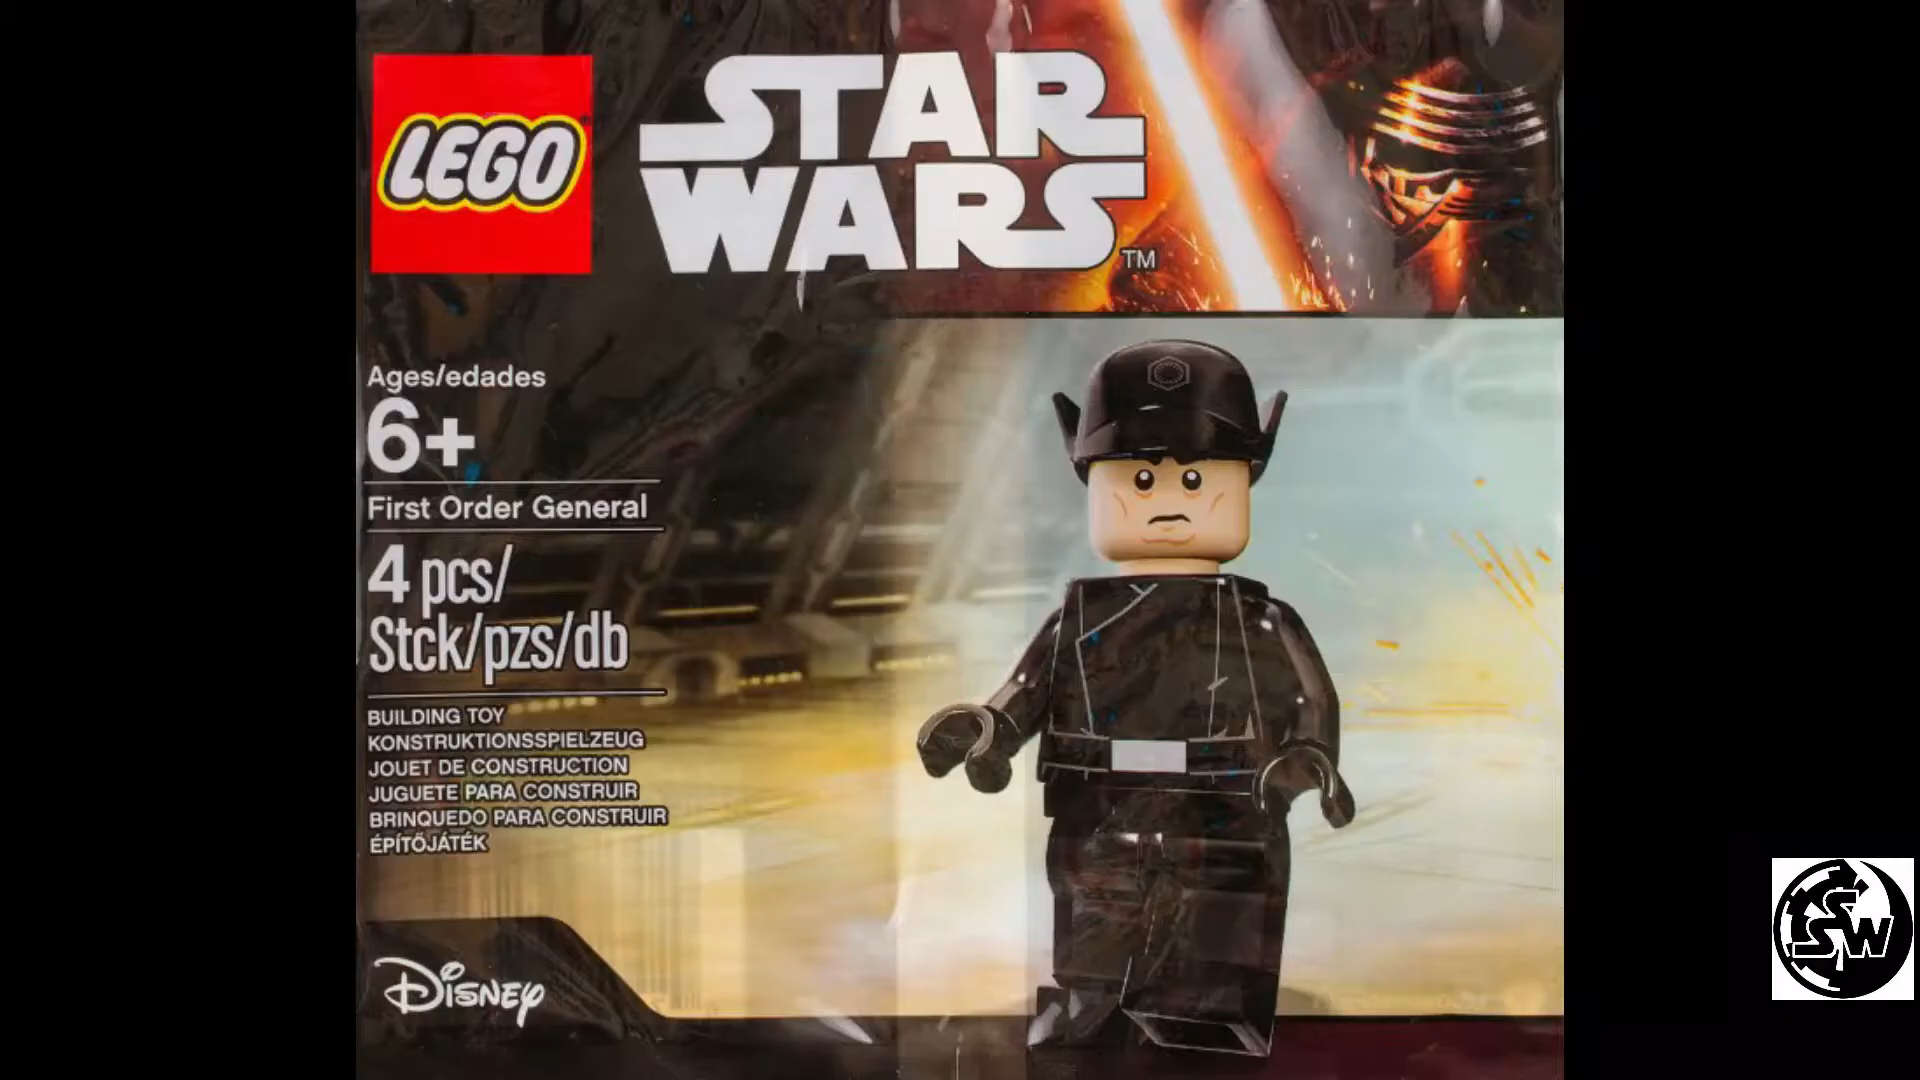 LEGO
STAR
WARS
TM
Ages/edades
6+
First Order General
4 pcs/
Stck/pzs/db
BUILDING TOY
KONSTRUKTIONSSPIELZEUG
JOUET DE CONSTRUCTION
JUGUETE PARA CONSTRUIR
BRINQUEDO PARA CONSTRUIR
ÉPÍTŐJÁTÉK
Disney
SSW